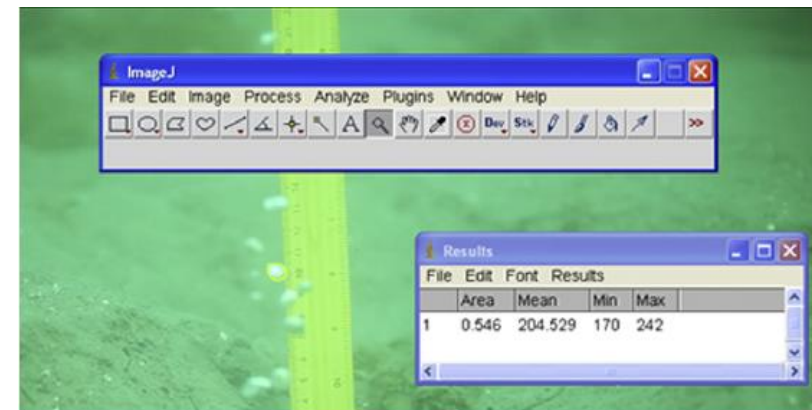 ImageJ
File Edit Image Process Analyze Plugins Window Help
A Dev Stk >>
Results
File Edit Font Results
Area Mean Min Max
1 0.546 204.529 170 242